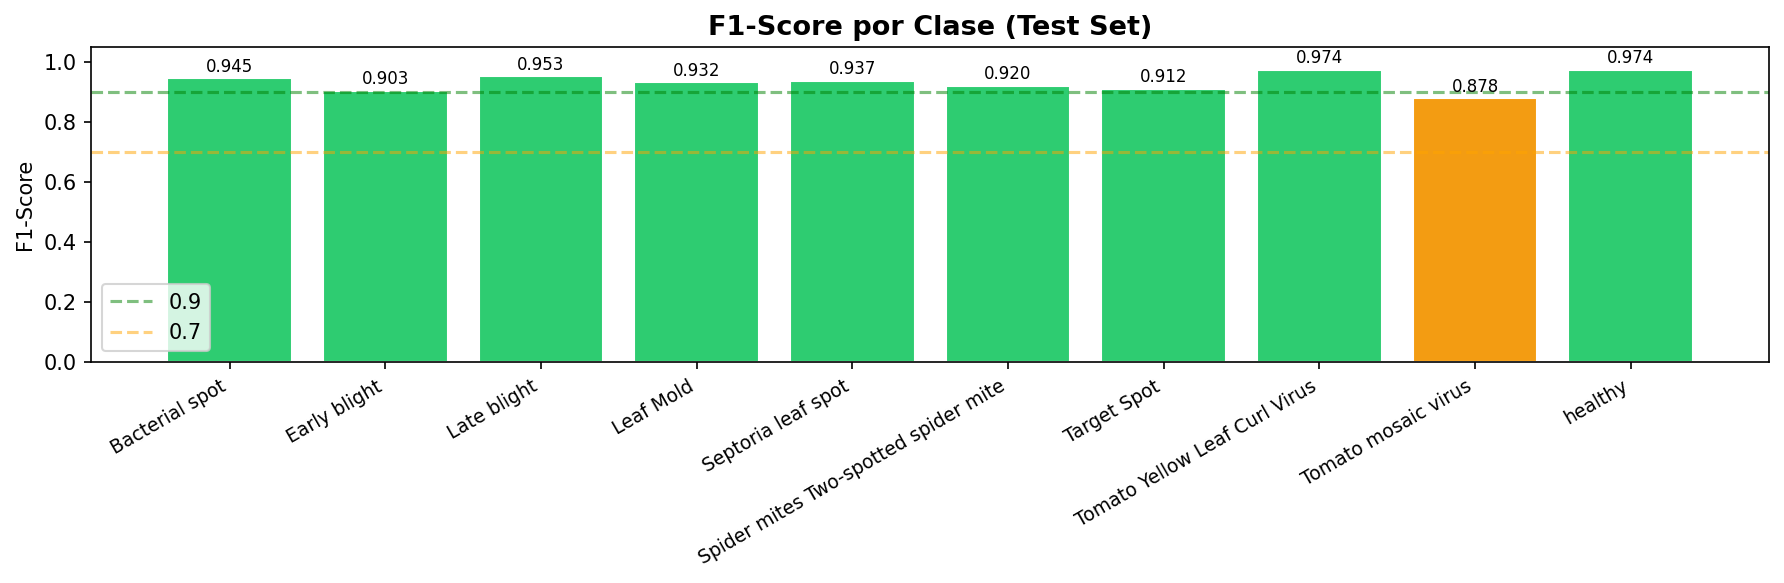 F1-Score por Clase (Test Set)
F1-Score
1.0
0.8
0.6
0.4
0.2
0.0
0.945
0.903
0.953
0.932
0.937
0.920
0.912
0.974
0.878
0.974
0.9
0.7
Bacterial spot
Early blight
Late blight
Leaf Mold
Septoria leaf spot
Spider mites Two-spotted spider mite
Target Spot
Tomato Yellow Leaf Curl Virus
Tomato mosaic virus
healthy